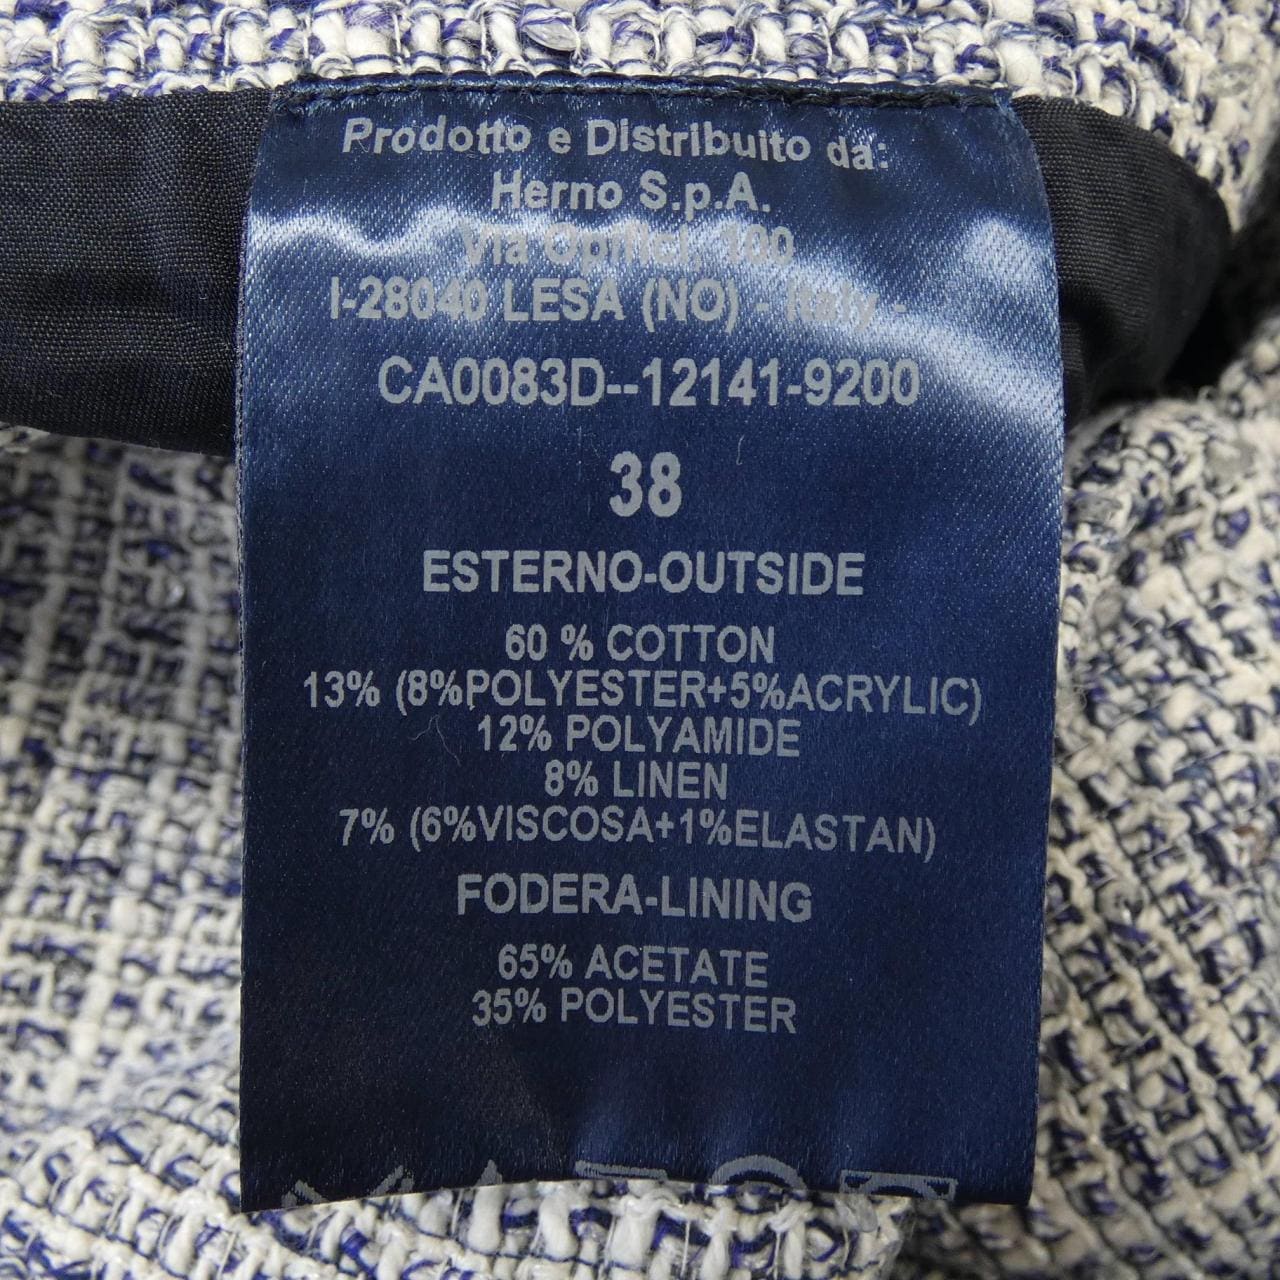 Prodotto e Distribuito da:
Herno S.p.A.
Via Opifici, 100
I-28040 LESA (NO) - Italy -
CA0083D--12141-9200
38
ESTERNO-OUTSIDE
60 % COTTON
13% (8%POLYESTER+5%ACRYLIC)
12% POLYAMIDE
8% LINEN
7% (6%VISCOSA+1%ELASTAN)
FODERA-LINING
65% ACETATE
35% POLYESTER